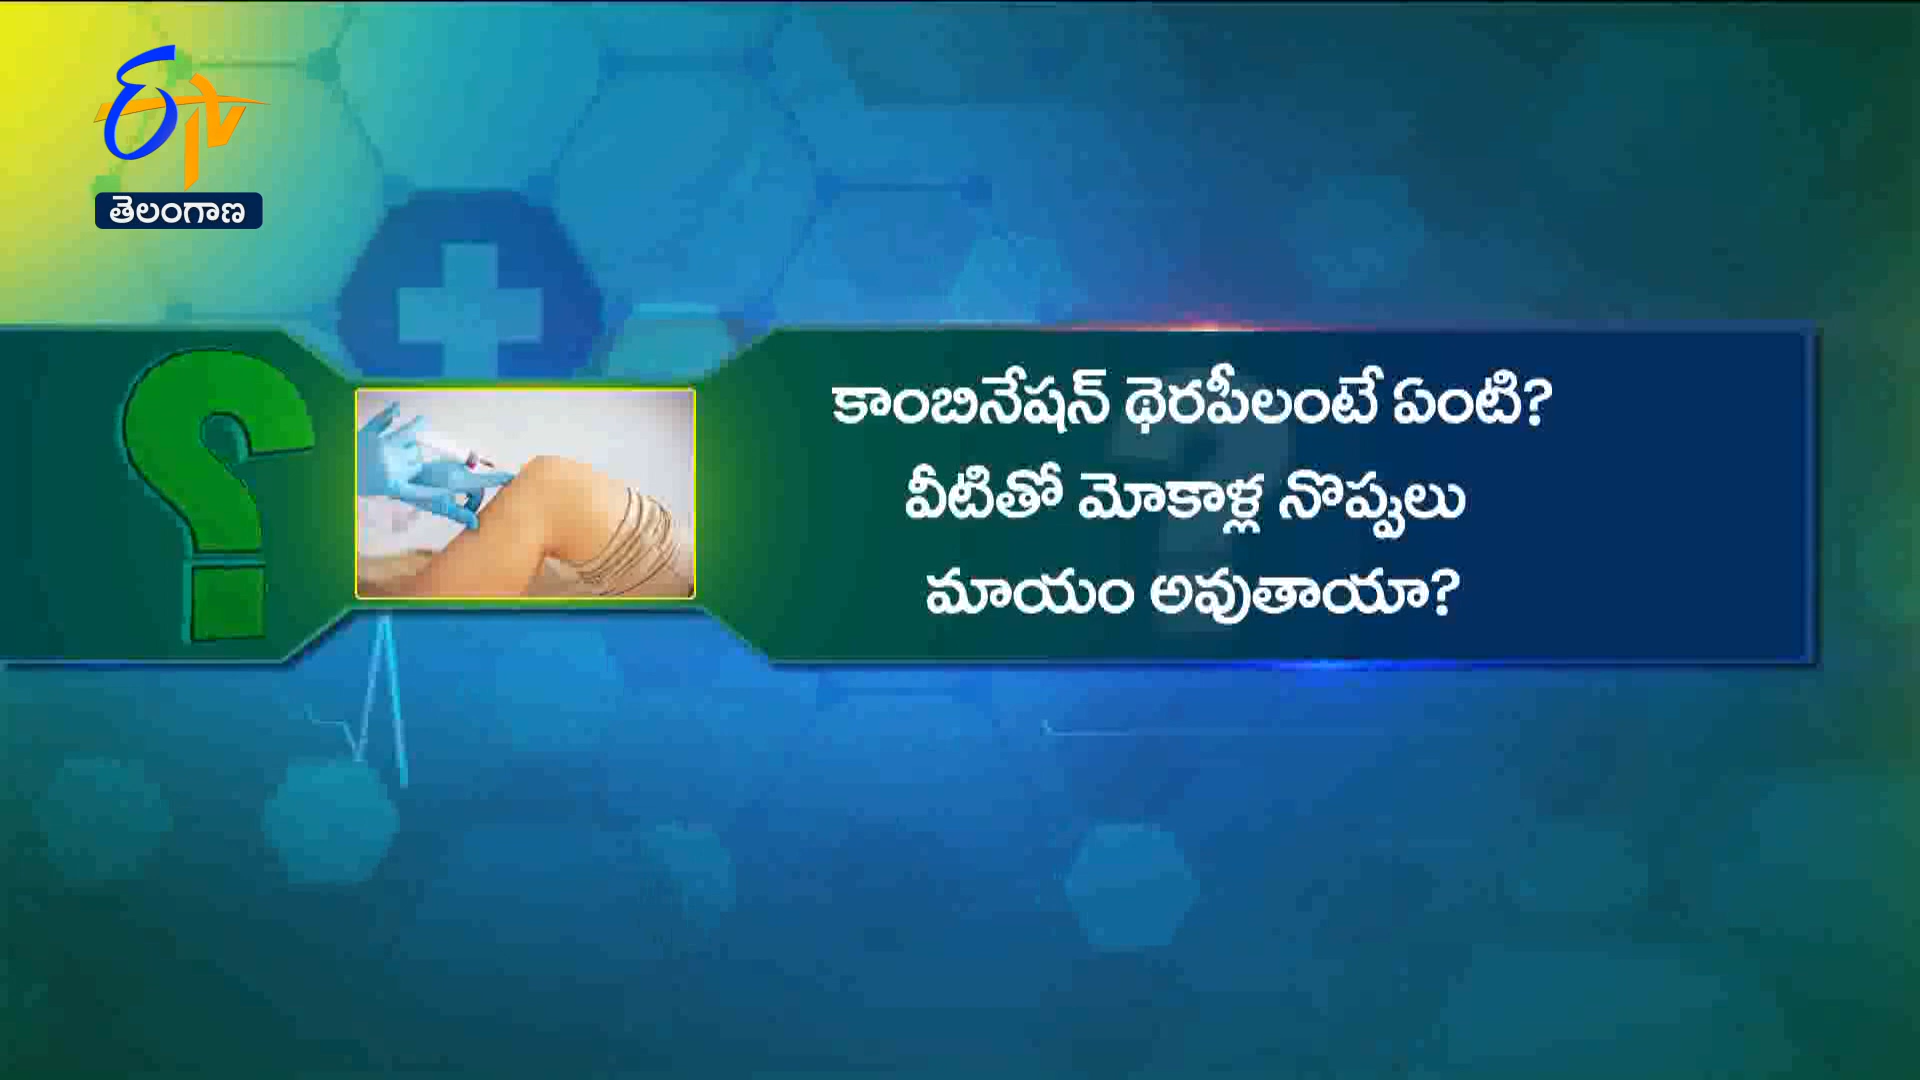 ETV
తెలంగాణ
కాంబినేషన్ థెరపీలంటే ఏంటి?
వీటితో మోకాళ్ల నొప్పులు
మాయం అవుతాయా?